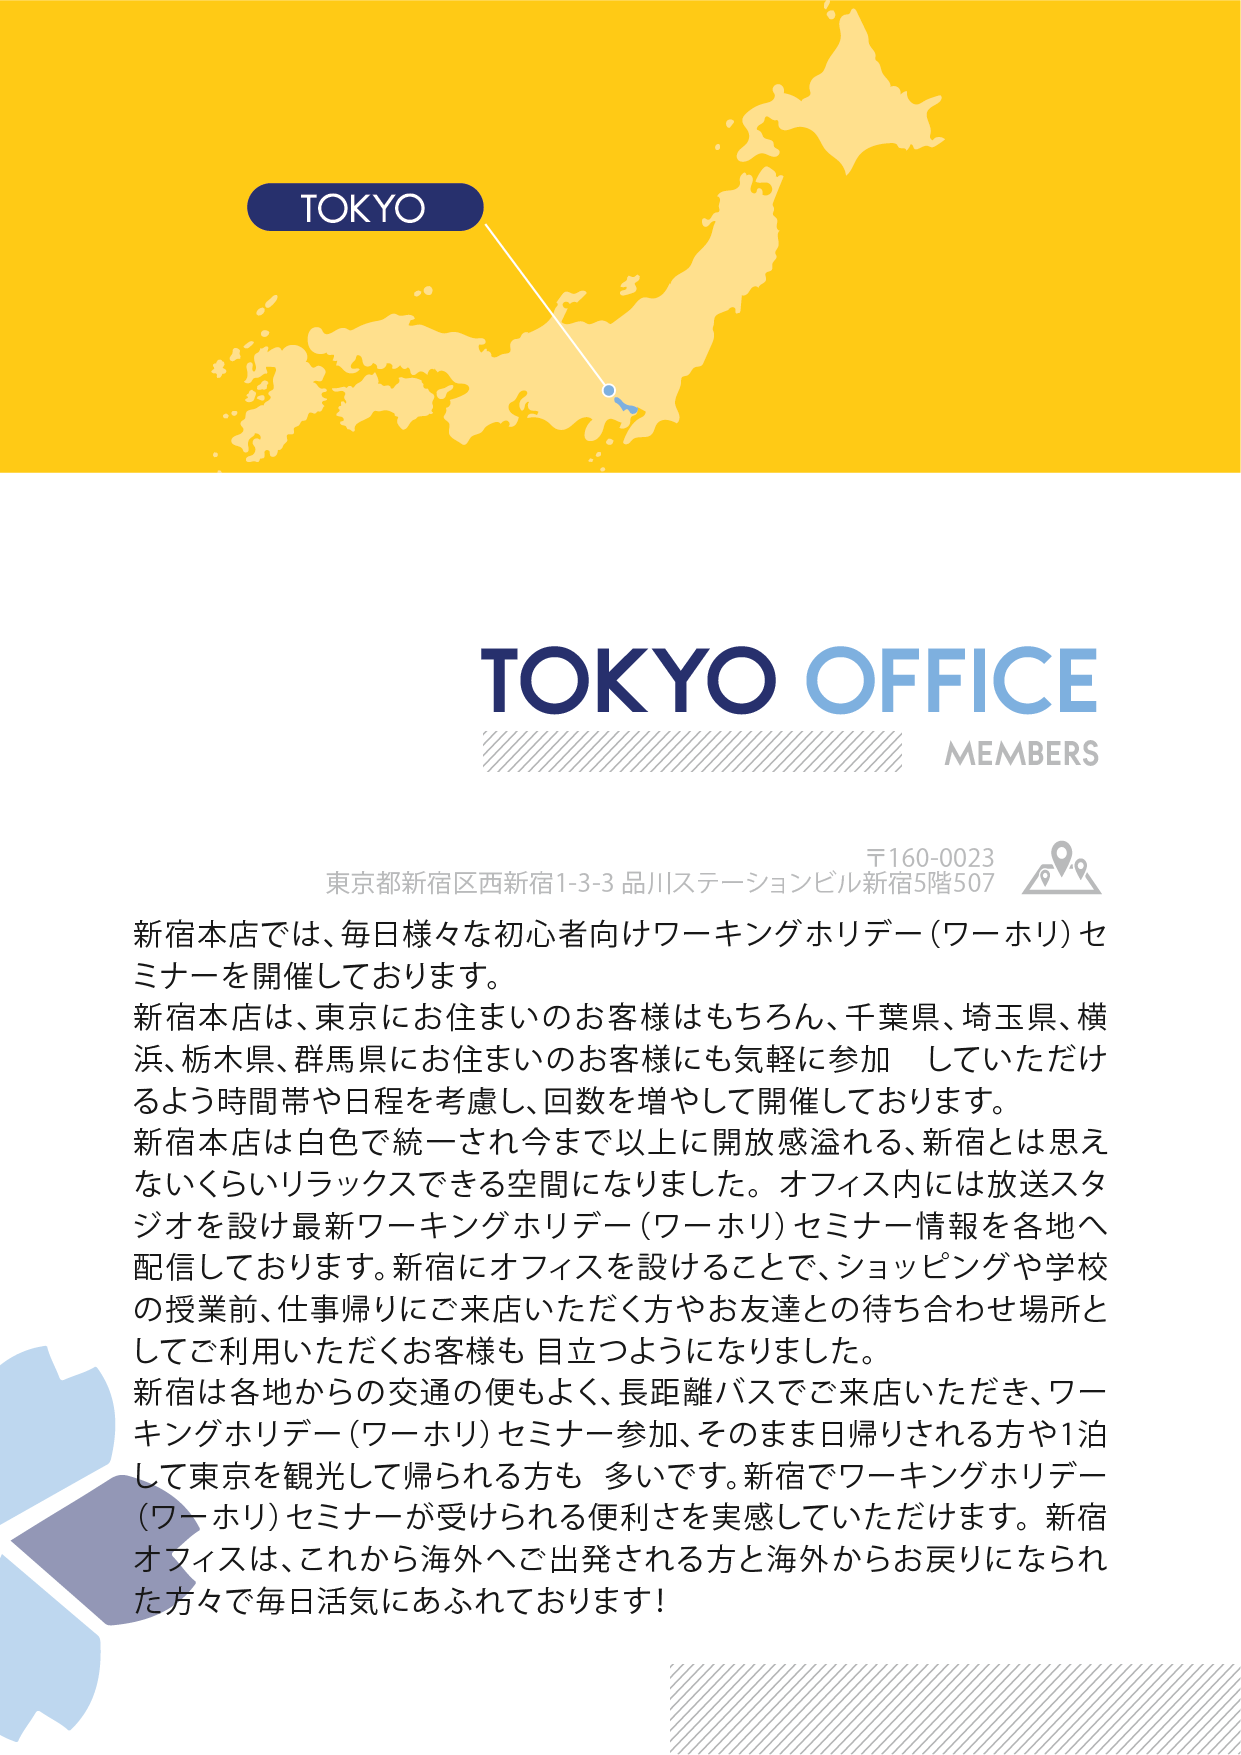 TOKYO
TOKYO OFFICE
MEMBERS
〒160-0023
東京都新宿区西新宿1-3-3 品川ステーションビル新宿5階507
新宿本店では、毎日様々な初心者向けワーキングホリデー（ワーホリ）セ
ミナーを開催しております。
新宿本店は、東京にお住まいのお客様はもちろん、千葉県、埼玉県、横
浜、栃木県、群馬県にお住まいのお客様にも気軽に参加　していただけ
るよう時間帯や日程を考慮し、回数を増やして開催しております。
新宿本店は白色で統一され今まで以上に開放感溢れる、新宿とは思え
ないくらいリラックスできる空間になりました。オフィス内には放送スタ
ジオを設け最新ワーキングホリデー（ワーホリ）セミナー情報を各地へ
配信しております。新宿にオフィスを設けることで、ショッピングや学校
の授業前、仕事帰りにご来店いただく方やお友達との待ち合わせ場所と
してご利用いただくお客様も 目立つようになりました。
新宿は各地からの交通の便もよく、長距離バスでご来店いただき、ワー
キングホリデー（ワーホリ）セミナー参加、そのまま日帰りされる方や1泊
して東京を観光して帰られる方も 多いです。新宿でワーキングホリデー
（ワーホリ）セミナーが受けられる便利さを実感していただけます。新宿
オフィスは、これから海外へご出発される方と海外からお戻りになられ
た方々で毎日活気にあふれております！